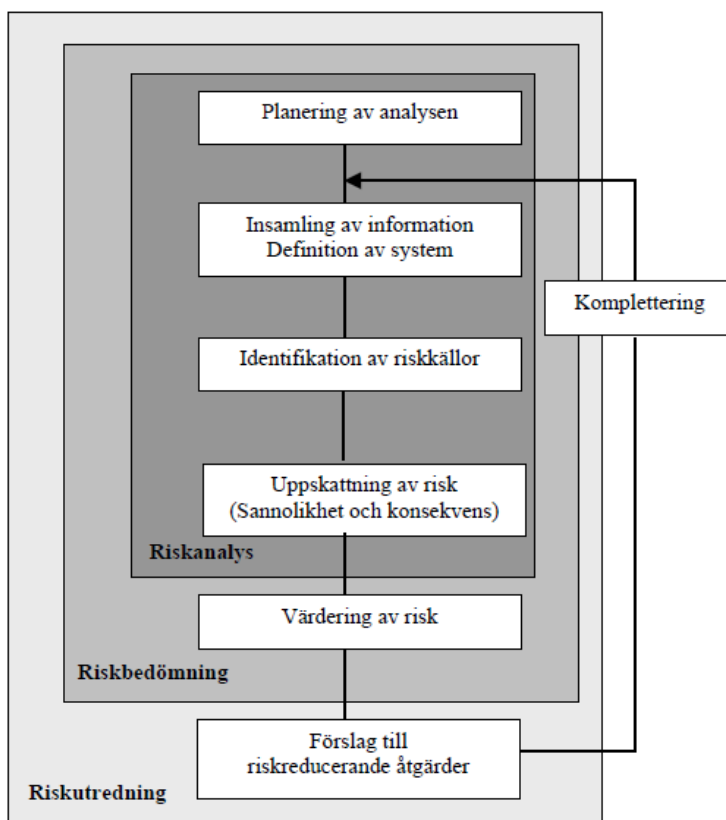 Planering av analysen
Insamling av information
Definition av system
Komplettering
Identifikation av riskkällor
Uppskattning av risk
(Sannolikhet och konsekvens)
Riskanalys
Värdering av risk
Riskbedömning
Förslag till
riskreducerande åtgärder
Riskutredning